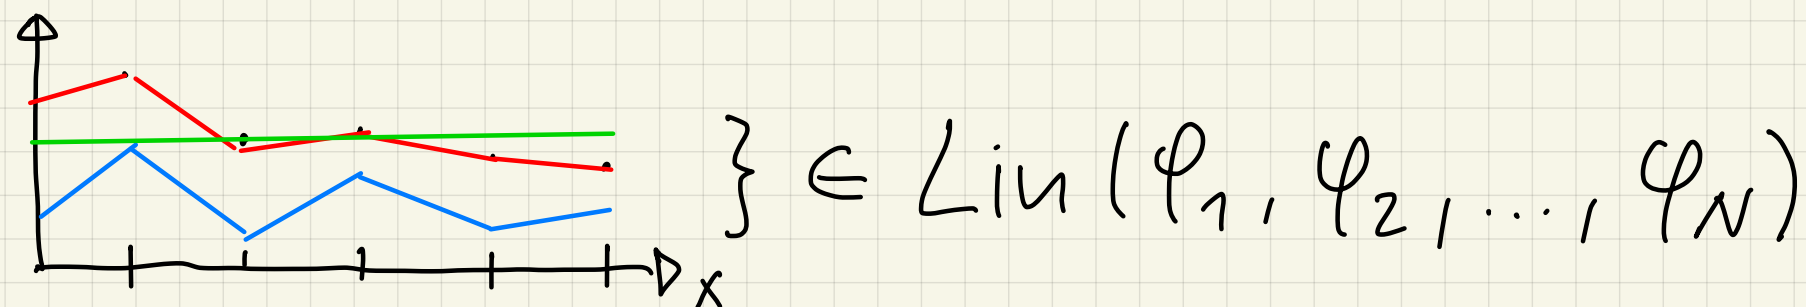 } ∈ Lin(φ₁, φ₂, ..., φ_N)
x